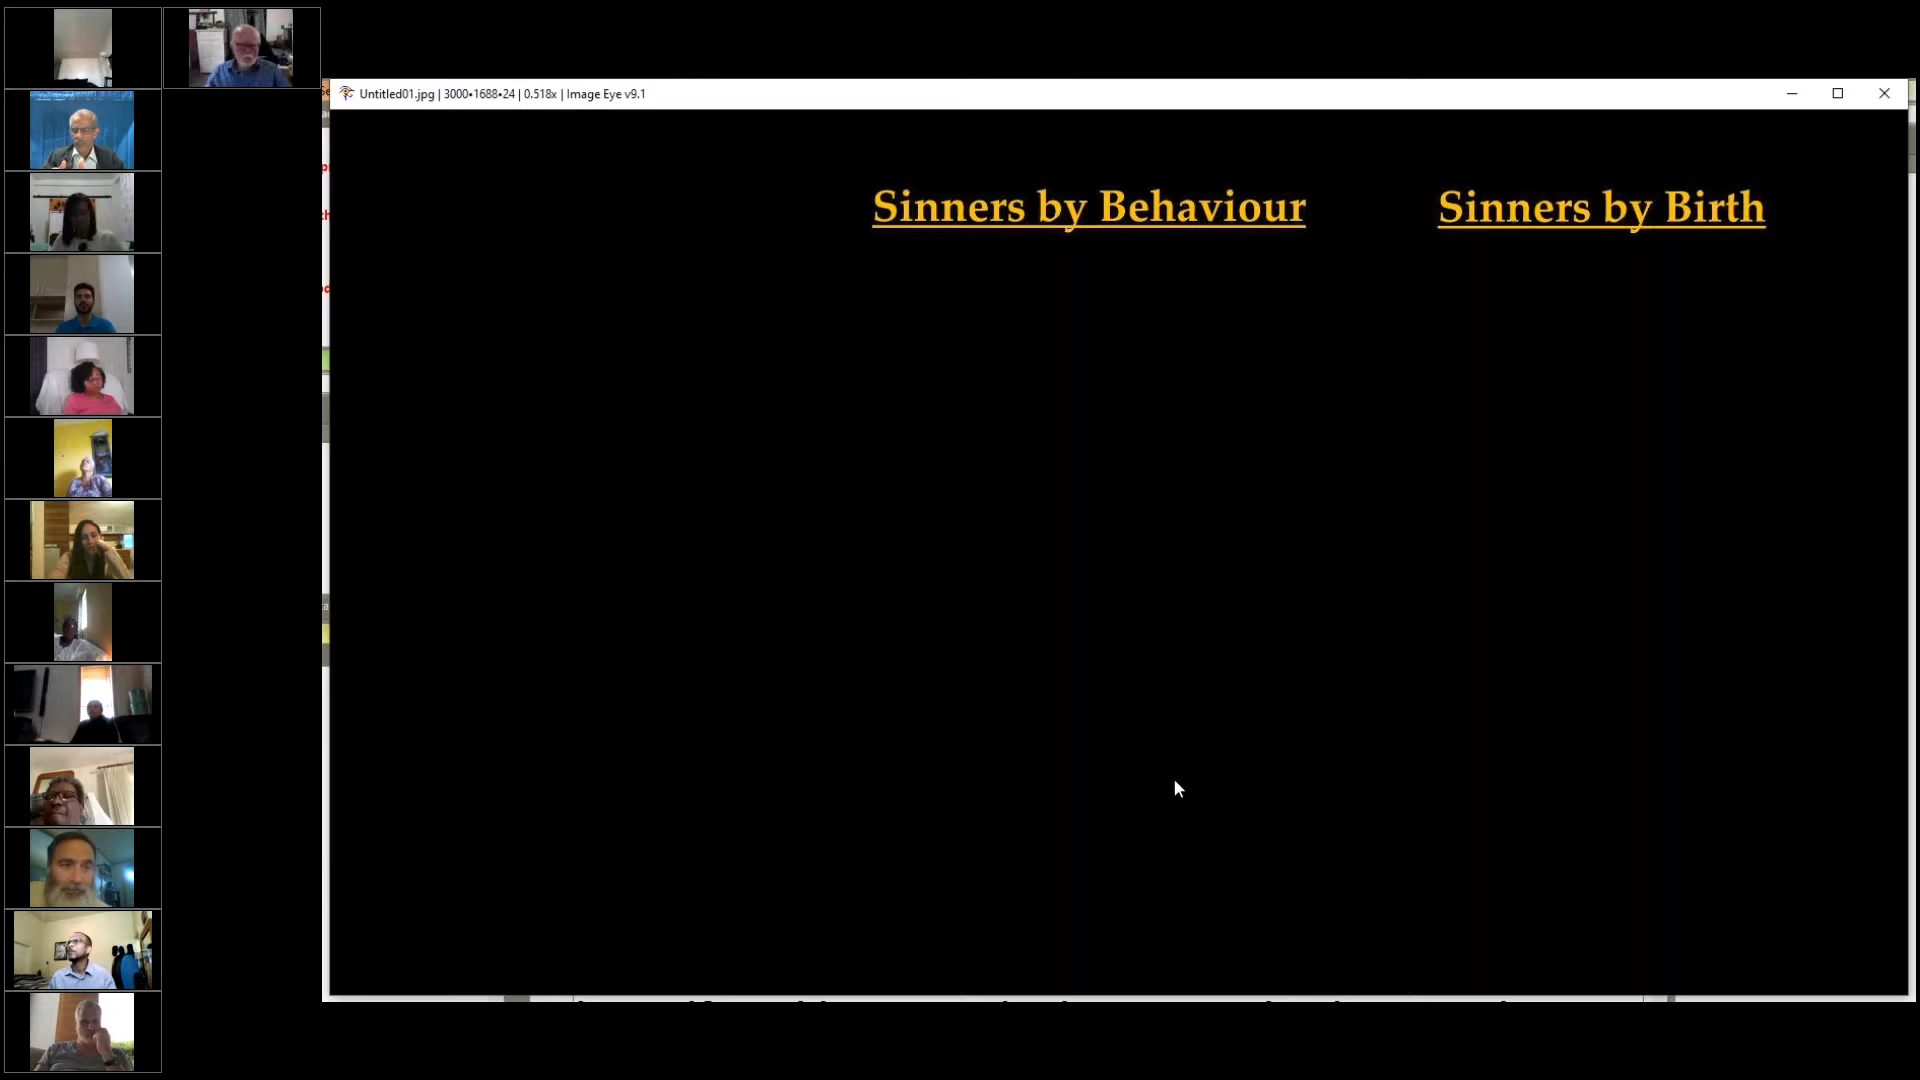 Untitled01.jpg | 3000•1688•24 | 0.518x | Image Eye v9.1
Sinners by Behaviour
Sinners by Birth